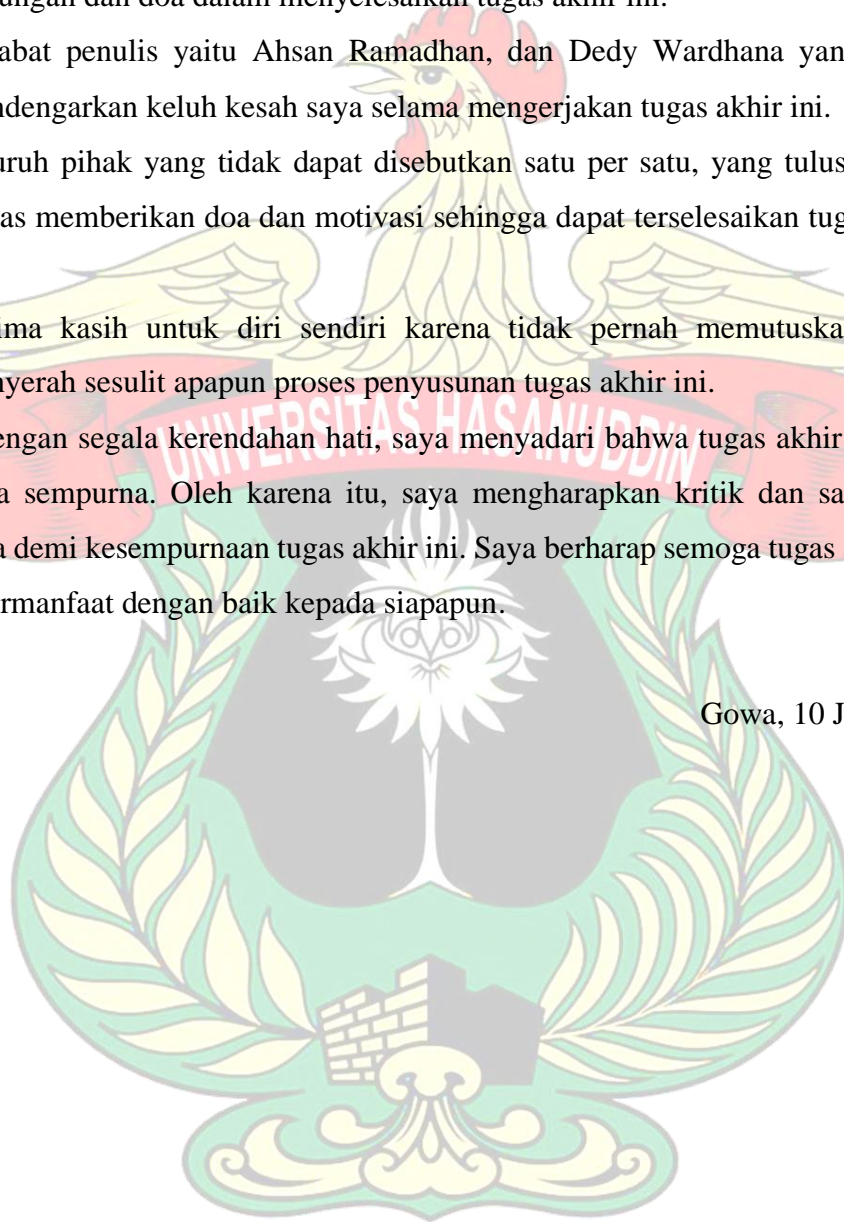 ungan dan doa dalam menyelesaikan tugas akhir ini.
abat penulis yaitu Ahsan Ramadhan, dan Dedy Wardhana yan
ndengarkan keluh kesah saya selama mengerjakan tugas akhir ini.
uruh pihak yang tidak dapat disebutkan satu per satu, yang tulus
as memberikan doa dan motivasi sehingga dapat terselesaikan tug
ima kasih untuk diri sendiri karena tidak pernah memutuska
nyerah sesulit apapun proses penyusunan tugas akhir ini.
UNIVERSITAS HASANUDDIN
engan segala kerendahan hati, saya menyadari bahwa tugas akhir
a sempurna. Oleh karena itu, saya mengharapkan kritik dan sa
a demi kesempurnaan tugas akhir ini. Saya berharap semoga tugas
rmanfaat dengan baik kepada siapapun.
Gowa, 10 J